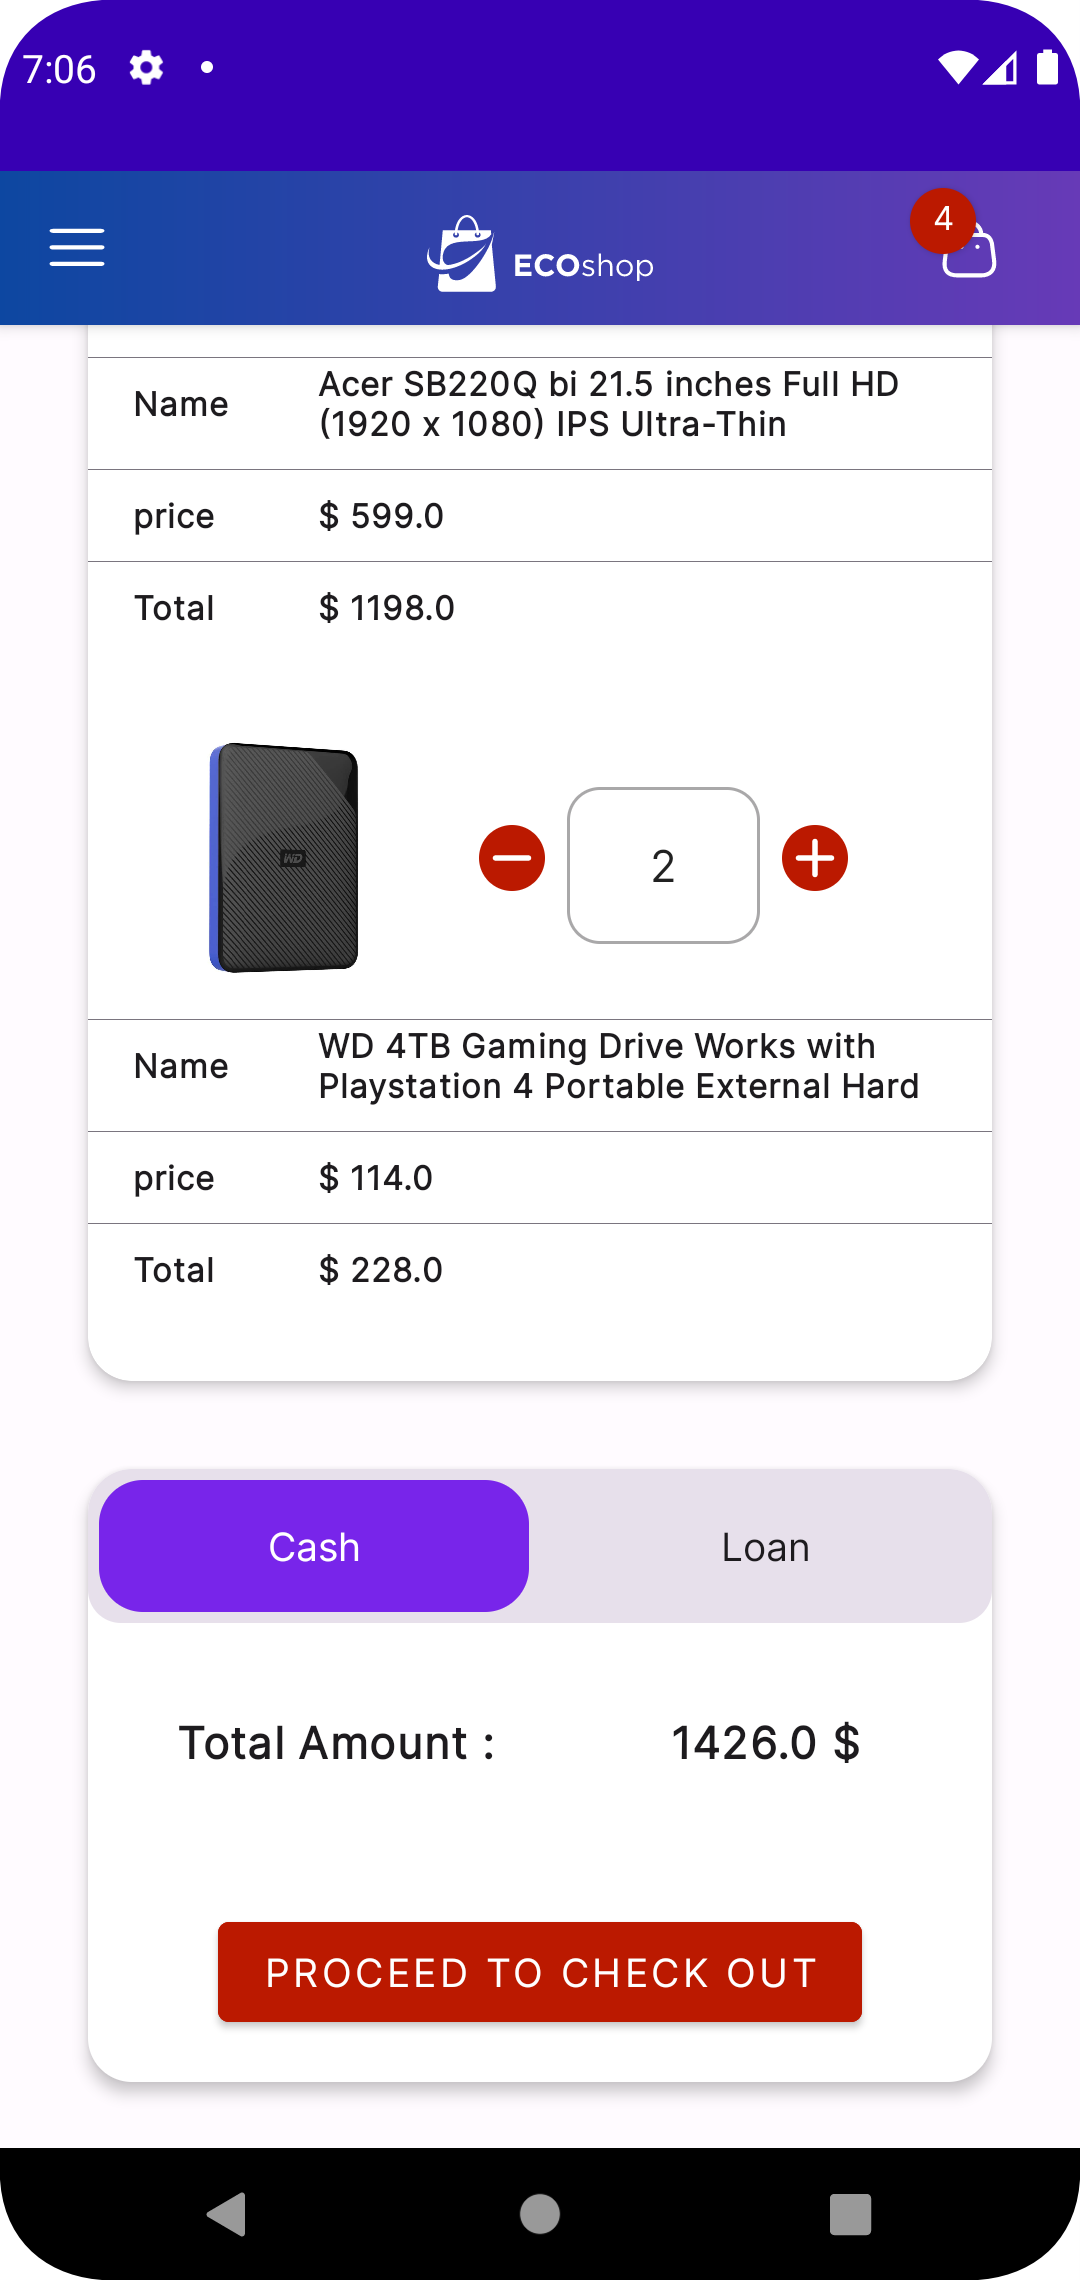 7:06
4
ECOshop
Name
Acer SB220Q bi 21.5 inches Full HD
(1920 x 1080) IPS Ultra-Thin
price
$ 599.0
Total
$ 1198.0
WD
2
Name
WD 4TB Gaming Drive Works with
Playstation 4 Portable External Hard
price
$ 114.0
Total
$ 228.0
Cash
Loan
Total Amount :
1426.0 $
PROCEED TO CHECK OUT